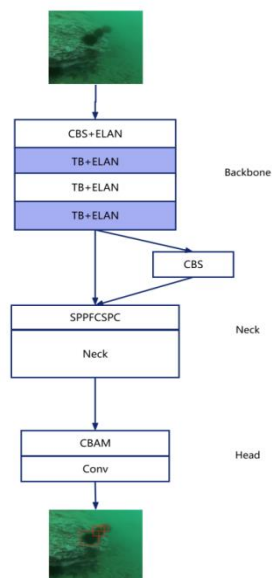 CBS+ELAN
TB+ELAN
TB+ELAN
TB+ELAN
Backbone
CBS
SPPFCSPC
Neck
Neck
CBAM
Conv
Head